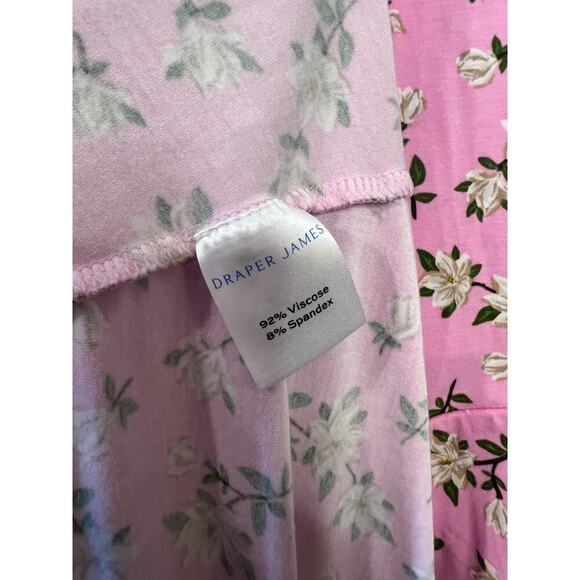 DRAPER JAMES
92% Viscose
8% Spandex